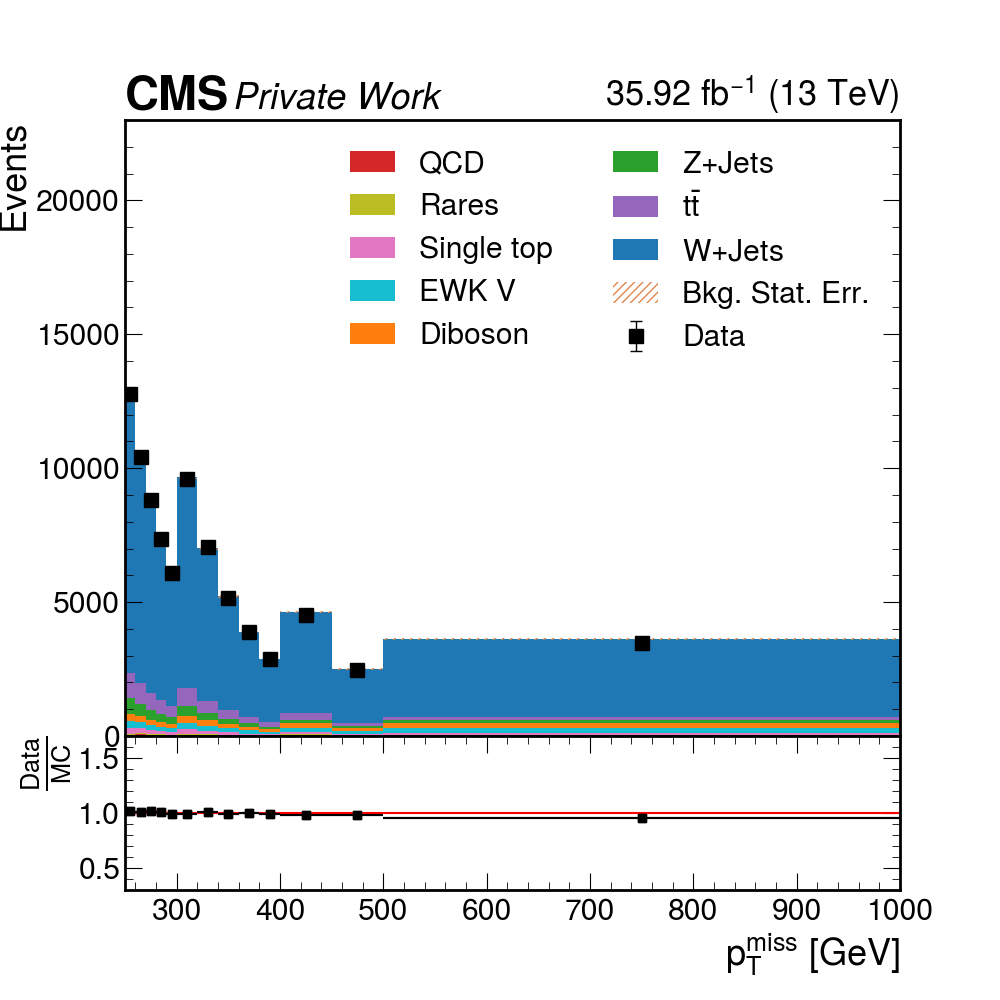 CMS Private Work 35.92 fb⁻¹ (13 TeV)
Events
20000
15000
10000
5000
0
QCD
Rares
Single top
EWK V
Diboson
Z+Jets
tt̄
W+Jets
Bkg. Stat. Err.
Data
Data
MC
1.5
1.0
0.5
300 400 500 600 700 800 900 1000
p_T^miss [GeV]